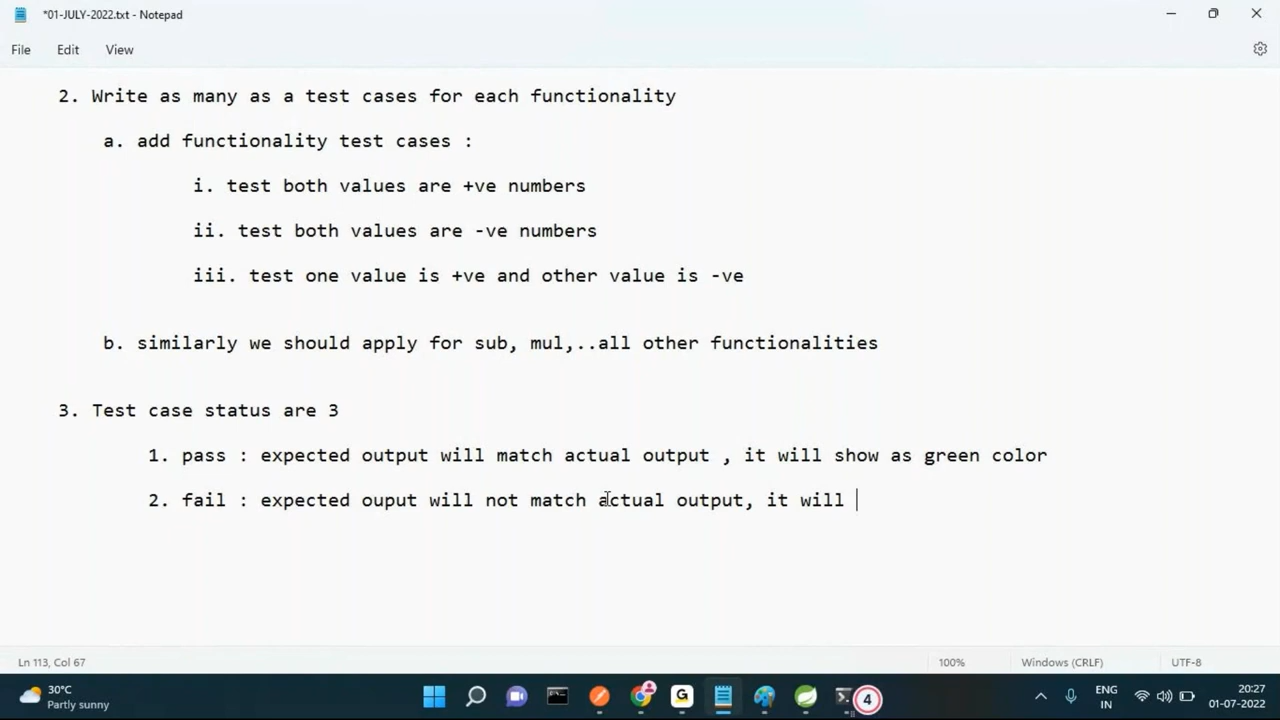 *01-JULY-2022.txt - Notepad
File Edit View
2. Write as many as a test cases for each functionality
a. add functionality test cases :
i. test both values are +ve numbers
ii. test both values are -ve numbers
iii. test one value is +ve and other value is -ve
b. similarly we should apply for sub, mul,..all other functionalities
3. Test case status are 3
1. pass : expected output will match actual output , it will show as green color
2. fail : expected ouput will not match actual output, it will
Ln 113, Col 67 100% Windows (CRLF) UTF-8
30°C
Partly sunny
G
4
ENG
IN
20:27
01-07-2022